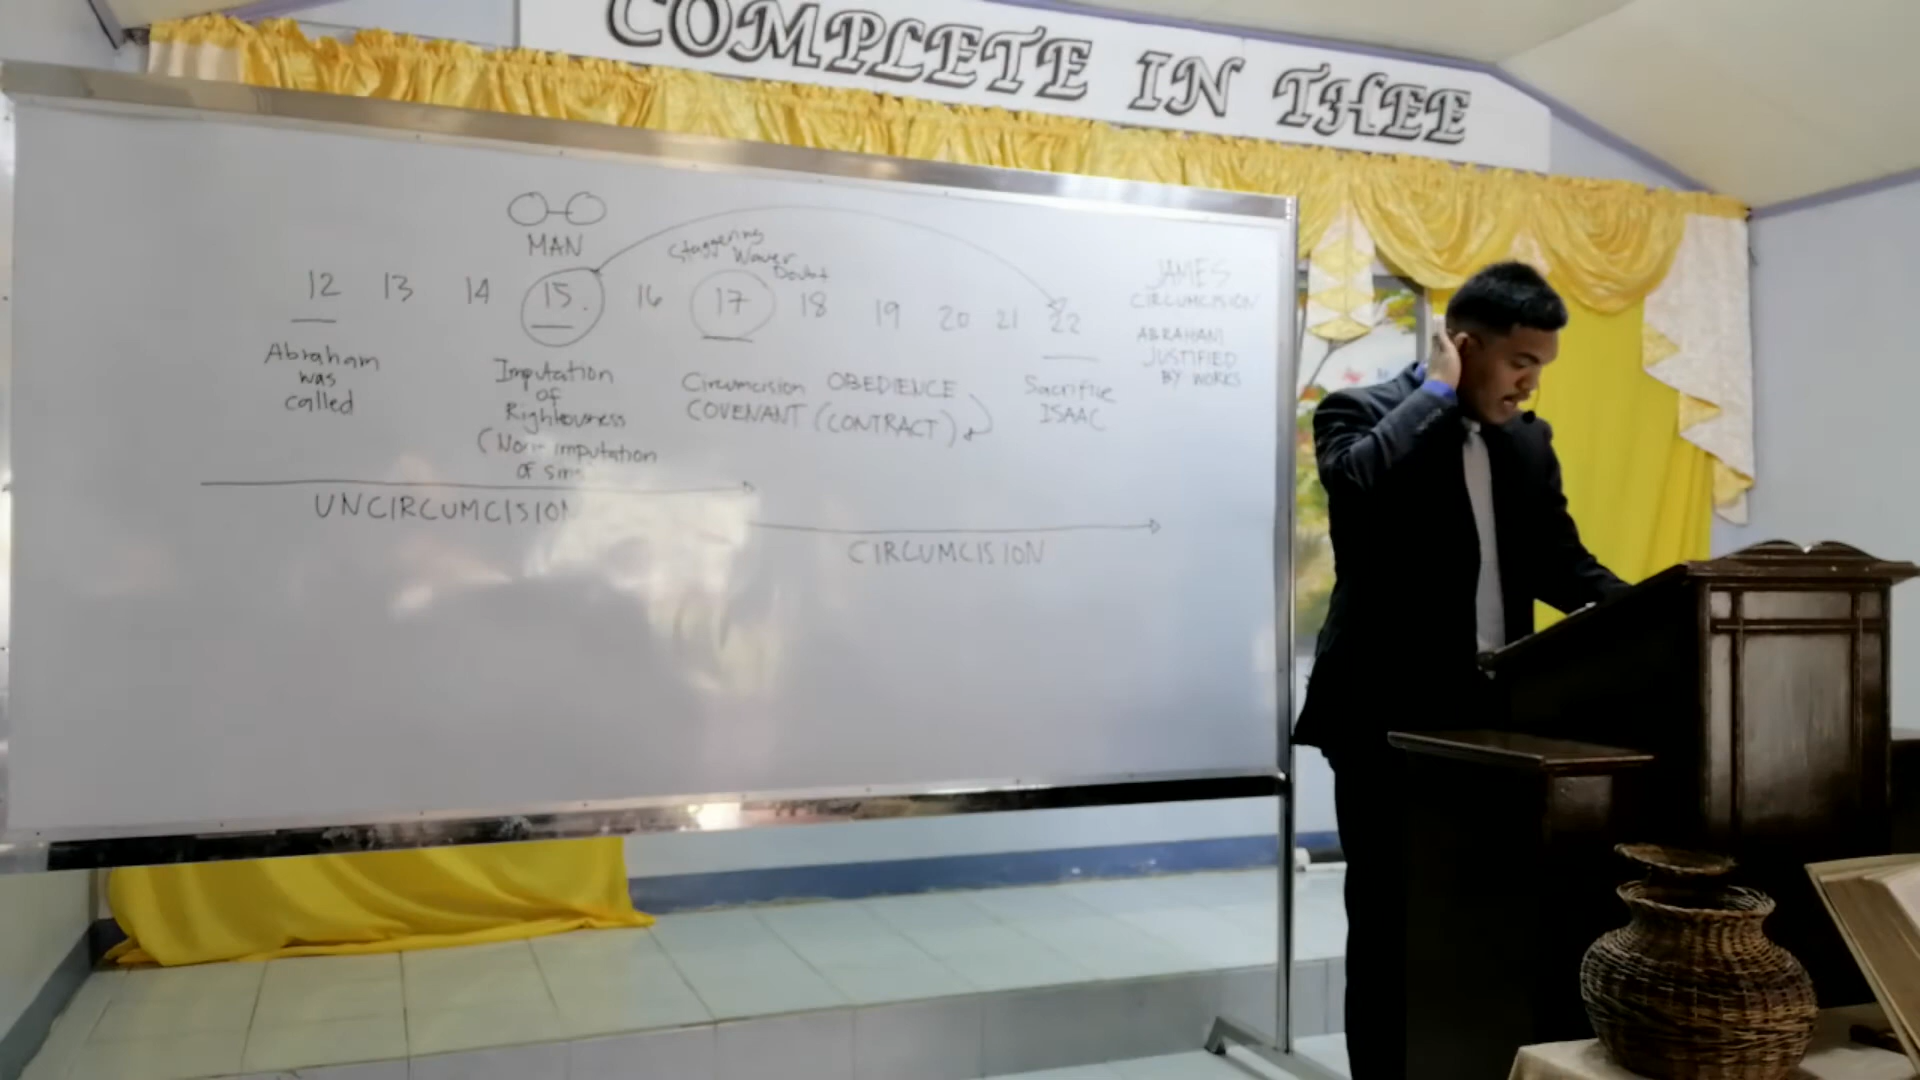 COMPLETE IN THEE
MAN
Staggering
Waver
Doubt
12 13 14 15 16 17 18 19 20 21 22
Abraham
was
called
Imputation
of
(Non-imputation
of sin
Circumcision OBEDIENCE
COVENANT (CONTRACT)
Sacrifice
ISAAC
JAMES
CIRCUMCISION
ABRAHAM
JUSTIFIED
BY WORKS
UNCIRCUMCISION
CIRCUMCISION